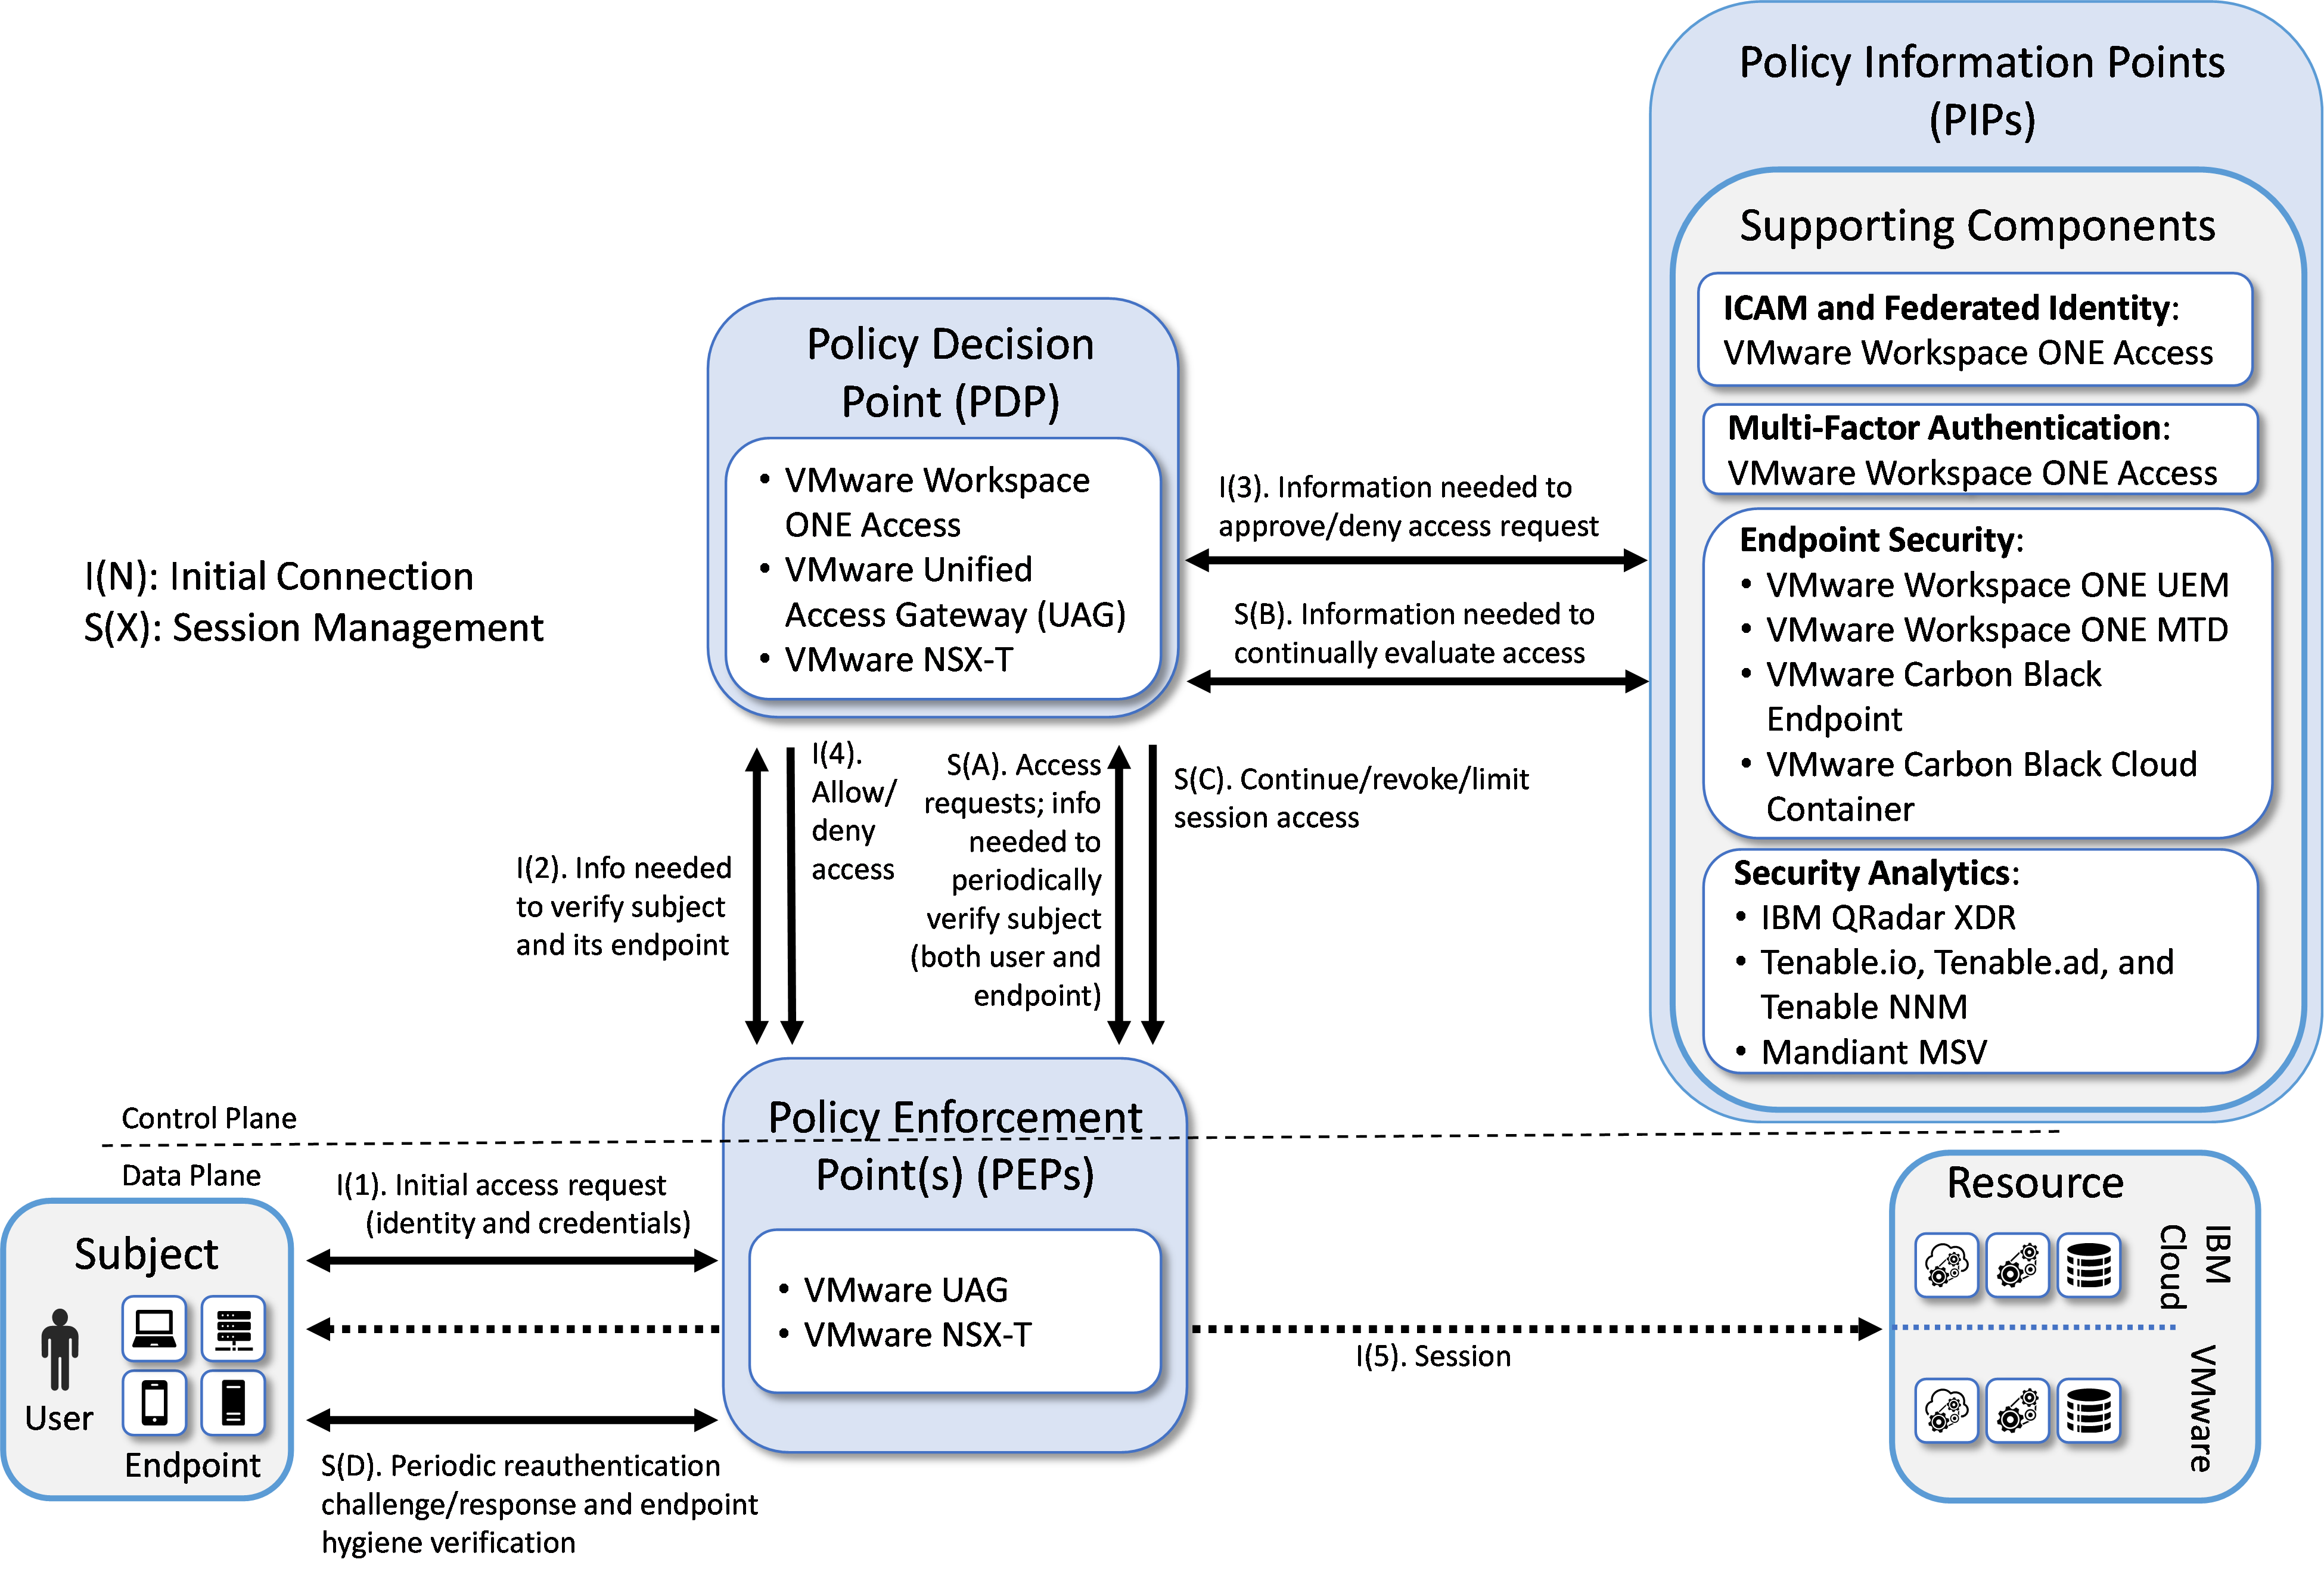 Policy Information Points
(PIPs)
Supporting Components
ICAM and Federated Identity:
VMware Workspace ONE Access
Multi-Factor Authentication:
VMware Workspace ONE Access
Endpoint Security:
• VMware Workspace ONE UEM
• VMware Workspace ONE MTD
• VMware Carbon Black
Endpoint
• VMware Carbon Black Cloud
Container
Security Analytics:
• IBM QRadar XDR
• Tenable.io, Tenable.ad, and
Tenable NNM
• Mandiant MSV
Policy Decision
Point (PDP)
• VMware Workspace
ONE Access
• VMware Unified
Access Gateway (UAG)
• VMware NSX-T
I(3). Information needed to
approve/deny access request
S(B). Information needed to
continually evaluate access
I(N): Initial Connection
S(X): Session Management
I(4).
Allow/
deny
access
S(A). Access
requests; info
needed to
periodically
verify subject
(both user and
endpoint)
S(C). Continue/revoke/limit
session access
I(2). Info needed
to verify subject
and its endpoint
Control Plane
Data Plane
Policy Enforcement
Point(s) (PEPs)
• VMware UAG
• VMware NSX-T
I(1). Initial access request
(identity and credentials)
Subject
User
Endpoint
S(D). Periodic reauthentication
challenge/response and endpoint
hygiene verification
I(5). Session
Resource
IBM
Cloud
VMware